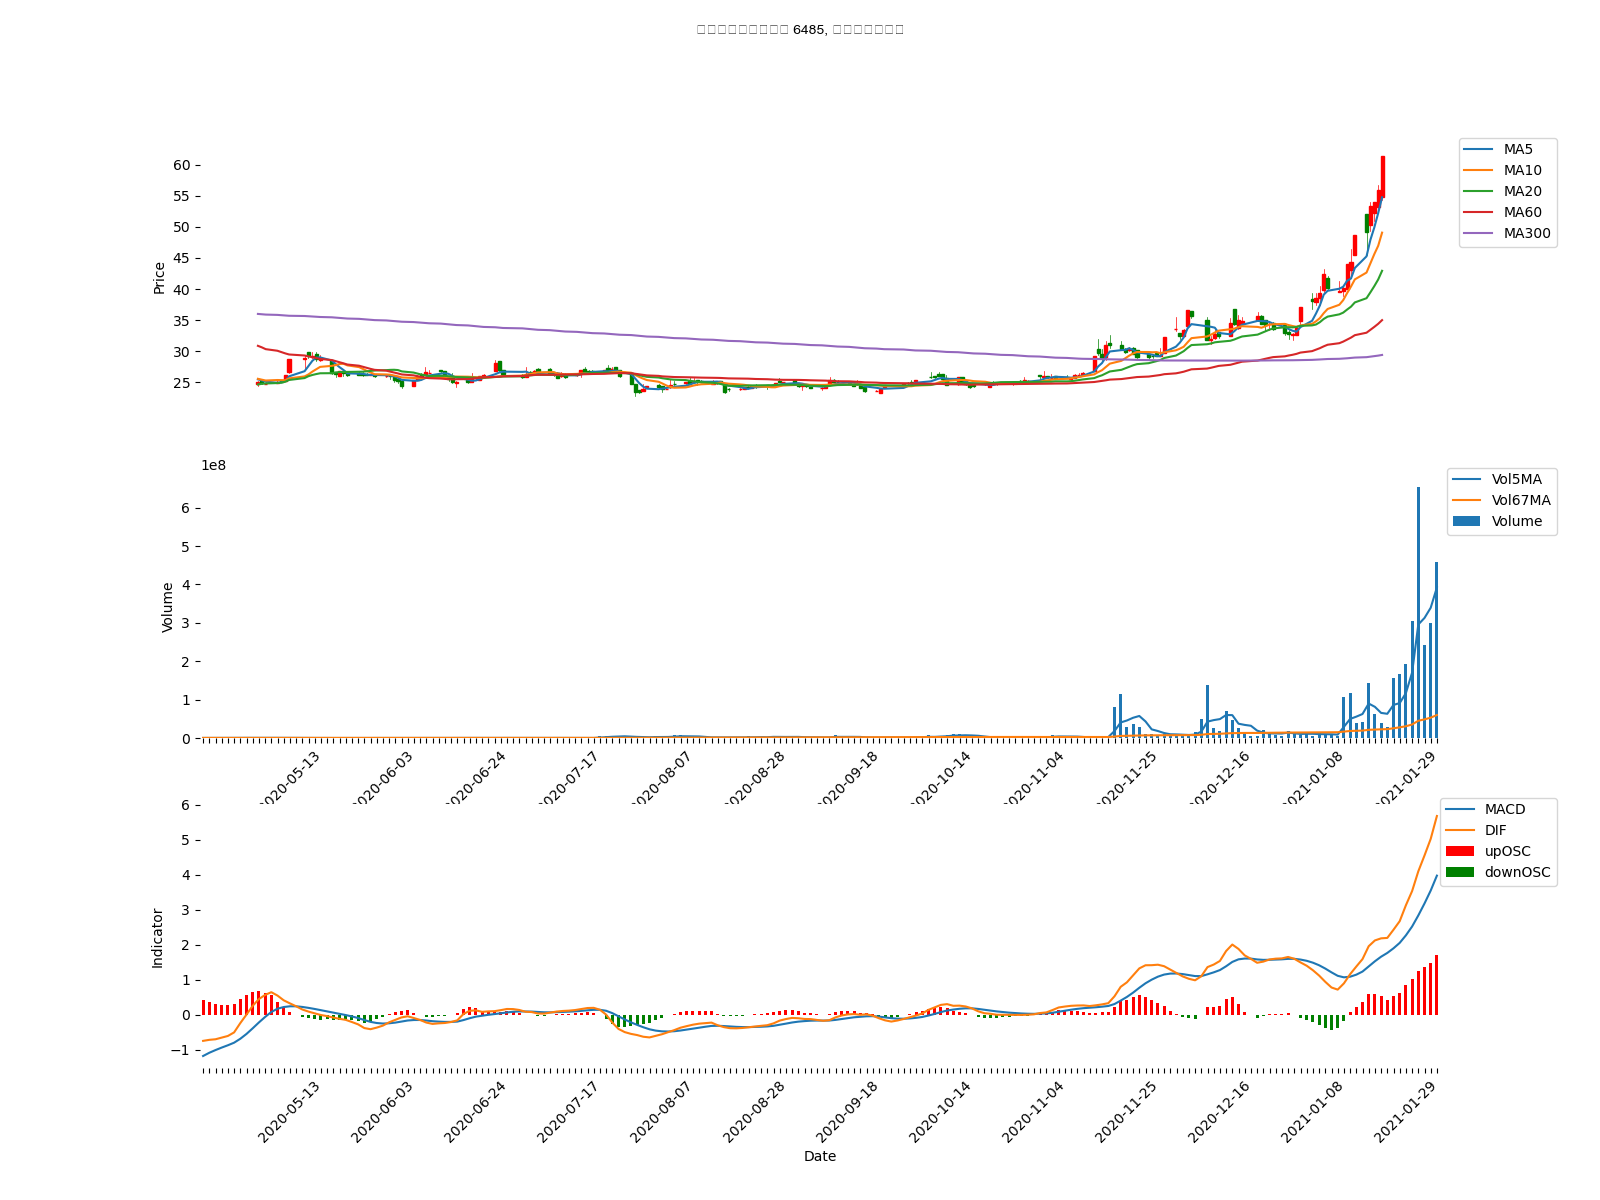 6485,
60
55
50
45
40
35
30
25
Price
MA5
MA10
MA20
MA60
MA300
1e8
6
5
4
3
2
1
0
Volume
Vol5MA
Vol67MA
Volume
2020-05-13
2020-06-03
2020-06-24
2020-07-17
2020-08-07
2020-08-28
2020-09-18
2020-10-14
2020-11-04
2020-11-25
2020-12-16
2021-01-08
2021-01-29
6
5
4
3
2
1
0
−1
Indicator
MACD
DIF
upOSC
downOSC
2020-05-13
2020-06-03
2020-06-24
2020-07-17
2020-08-07
2020-08-28
2020-09-18
2020-10-14
2020-11-04
2020-11-25
2020-12-16
2021-01-08
2021-01-29
Date